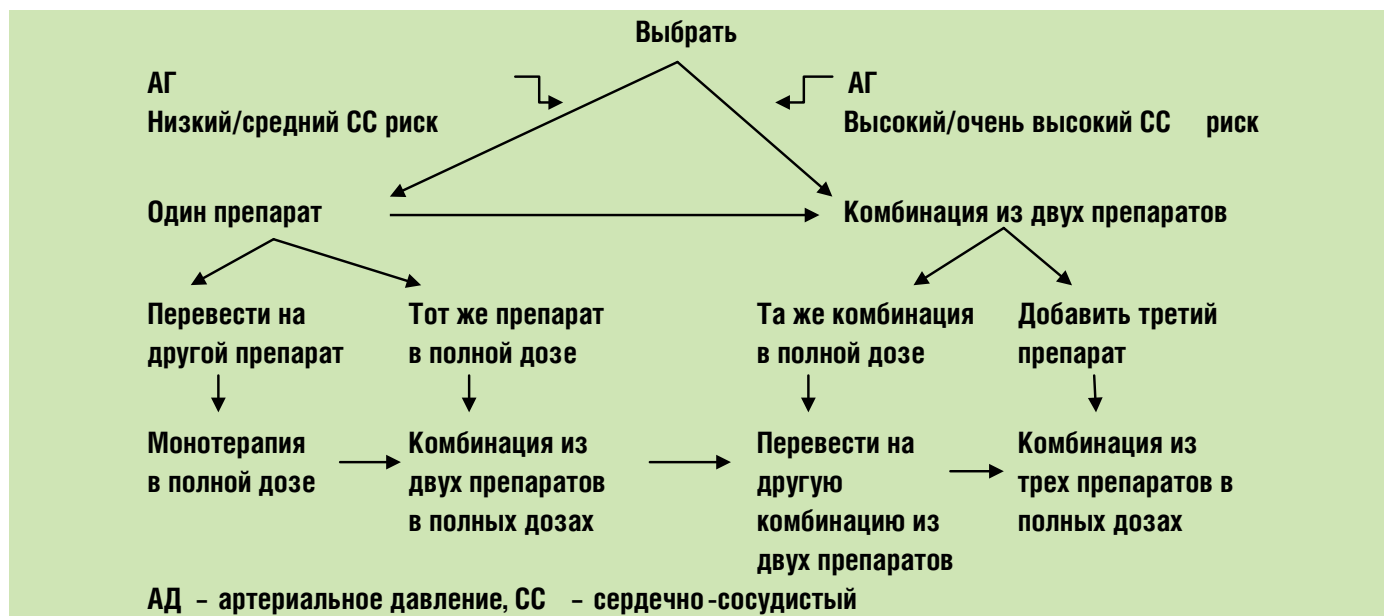 Выбрать
АГ
Низкий/средний СС риск
АГ
Высокий/очень высокий СС риск
Один препарат
Комбинация из двух препаратов
Перевести на
другой препарат
Тот же препарат
в полной дозе
Та же комбинация
в полной дозе
Добавить третий
препарат
Монотерапия
в полной дозе
Комбинация из
двух препаратов
в полных дозах
Перевести на
другую
комбинацию из
двух препаратов
Комбинация из
трех препаратов в
полных дозах
АД – артериальное давление, СС – сердечно-сосудистый